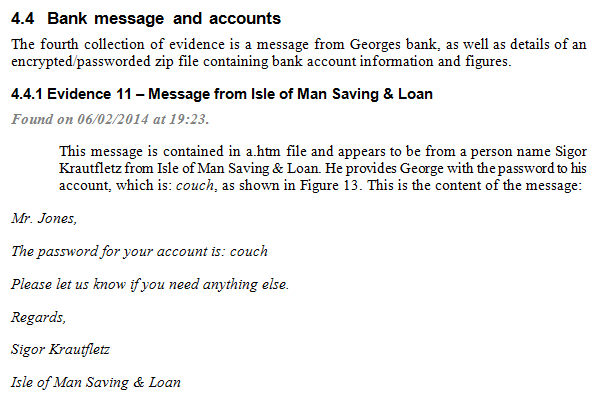 4.4 Bank message and accounts
The fourth collection of evidence is a message from Georges bank, as well as details of an
encrypted/passworded zip file containing bank account information and figures.
4.4.1 Evidence 11 – Message from Isle of Man Saving & Loan
Found on 06/02/2014 at 19:23.
This message is contained in a.htm file and appears to be from a person name Sigor
Krautfletz from Isle of Man Saving & Loan. He provides George with the password to his
account, which is: couch, as shown in Figure 13. This is the content of the message:
Mr. Jones,
The password for your account is: couch
Please let us know if you need anything else.
Regards,
Sigor Krautfletz
Isle of Man Saving & Loan